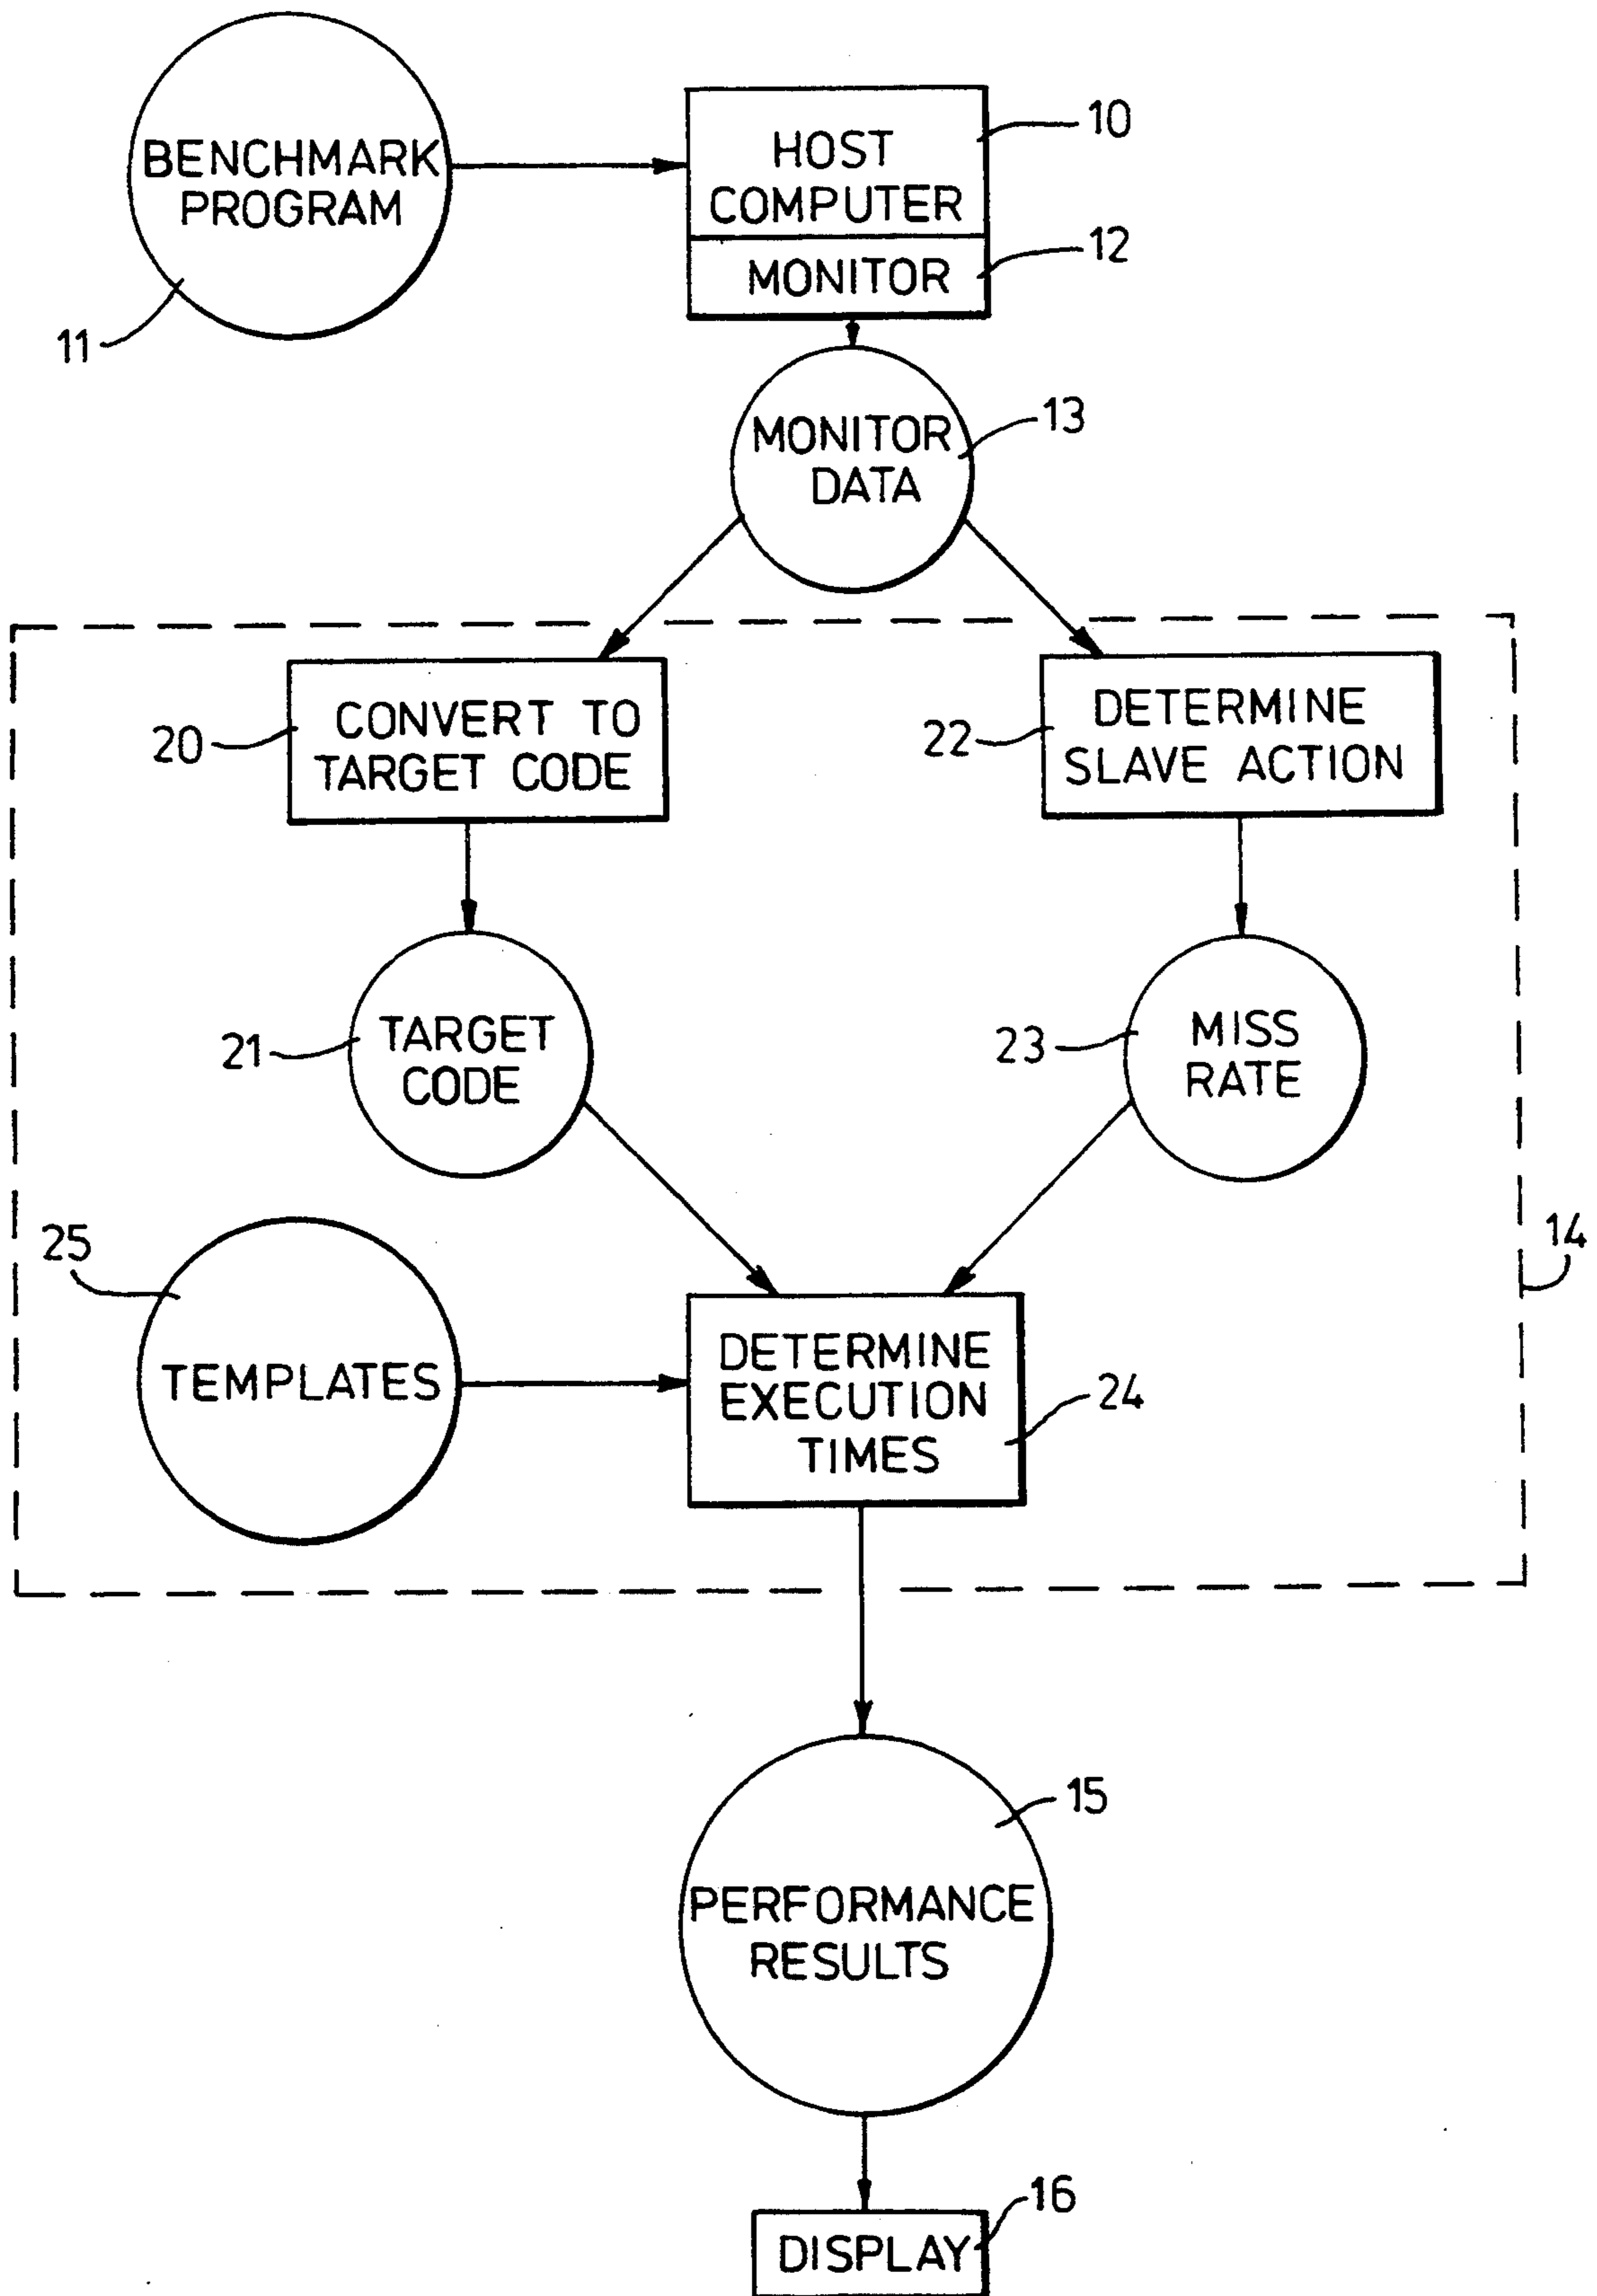 BENCHMARK
PROGRAM
11
HOST
COMPUTER
10
MONITOR
12
MONITOR
DATA
13
CONVERT TO
TARGET CODE
20
DETERMINE
SLAVE ACTION
22
TARGET
CODE
21
MISS
RATE
23
14
25
TEMPLATES
DETERMINE
EXECUTION
TIMES
24
15
PERFORMANCE
RESULTS
16
DISPLAY